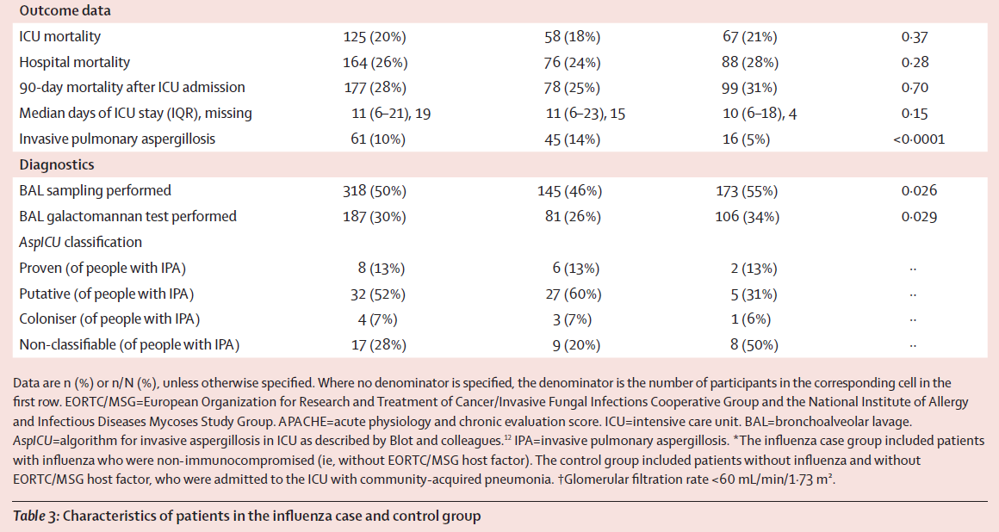 Outcome data
ICU mortality 125 (20%) 58 (18%) 67 (21%) 0·37
Hospital mortality 164 (26%) 76 (24%) 88 (28%) 0·28
90-day mortality after ICU admission 177 (28%) 78 (25%) 99 (31%) 0·70
Median days of ICU stay (IQR), missing 11 (6–21), 19 11 (6–23), 15 10 (6–18), 4 0·15
Invasive pulmonary aspergillosis 61 (10%) 45 (14%) 16 (5%) <0·0001
Diagnostics
BAL sampling performed 318 (50%) 145 (46%) 173 (55%) 0·026
BAL galactomannan test performed 187 (30%) 81 (26%) 106 (34%) 0·029
AspICU classification
Proven (of people with IPA) 8 (13%) 6 (13%) 2 (13%) ··
Putative (of people with IPA) 32 (52%) 27 (60%) 5 (31%) ··
Coloniser (of people with IPA) 4 (7%) 3 (7%) 1 (6%) ··
Non-classifiable (of people with IPA) 17 (28%) 9 (20%) 8 (50%) ··
Data are n (%) or n/N (%), unless otherwise specified. Where no denominator is specified, the denominator is the number of participants in the corresponding cell in the
first row. EORTC/MSG=European Organization for Research and Treatment of Cancer/Invasive Fungal Infections Cooperative Group and the National Institute of Allergy
and Infectious Diseases Mycoses Study Group. APACHE=acute physiology and chronic evaluation score. ICU=intensive care unit. BAL=bronchoalveolar lavage.
AspICU=algorithm for invasive aspergillosis in ICU as described by Blot and colleagues.¹² IPA=invasive pulmonary aspergillosis. *The influenza case group included patients
with influenza who were non-immunocompromised (ie, without EORTC/MSG host factor). The control group included patients without influenza and without
EORTC/MSG host factor, who were admitted to the ICU with community-acquired pneumonia. †Glomerular filtration rate <60 mL/min/1·73 m².
Table 3: Characteristics of patients in the influenza case and control group